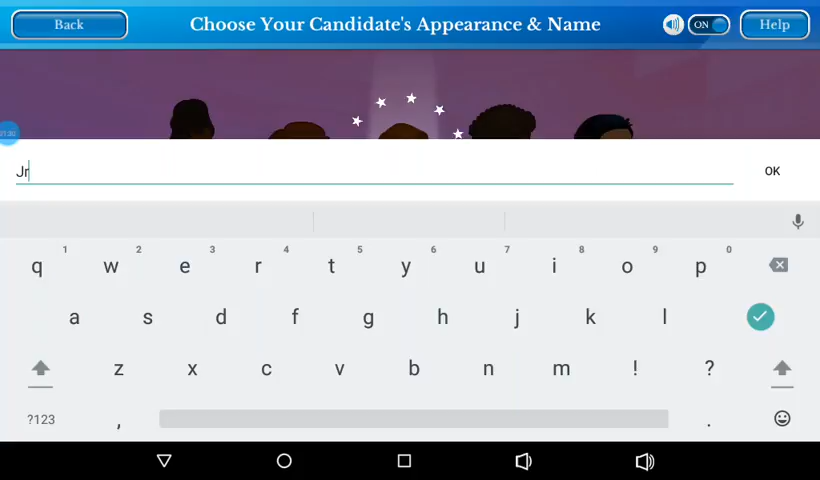 Back
Choose Your Candidate's Appearance & Name
ON
Help
Jr
OK
1 2 3 4 5 6 7 8 9 0
q w e r t y u i o p
a s d f g h j k l
z x c v b n m ! ?
?123 , .